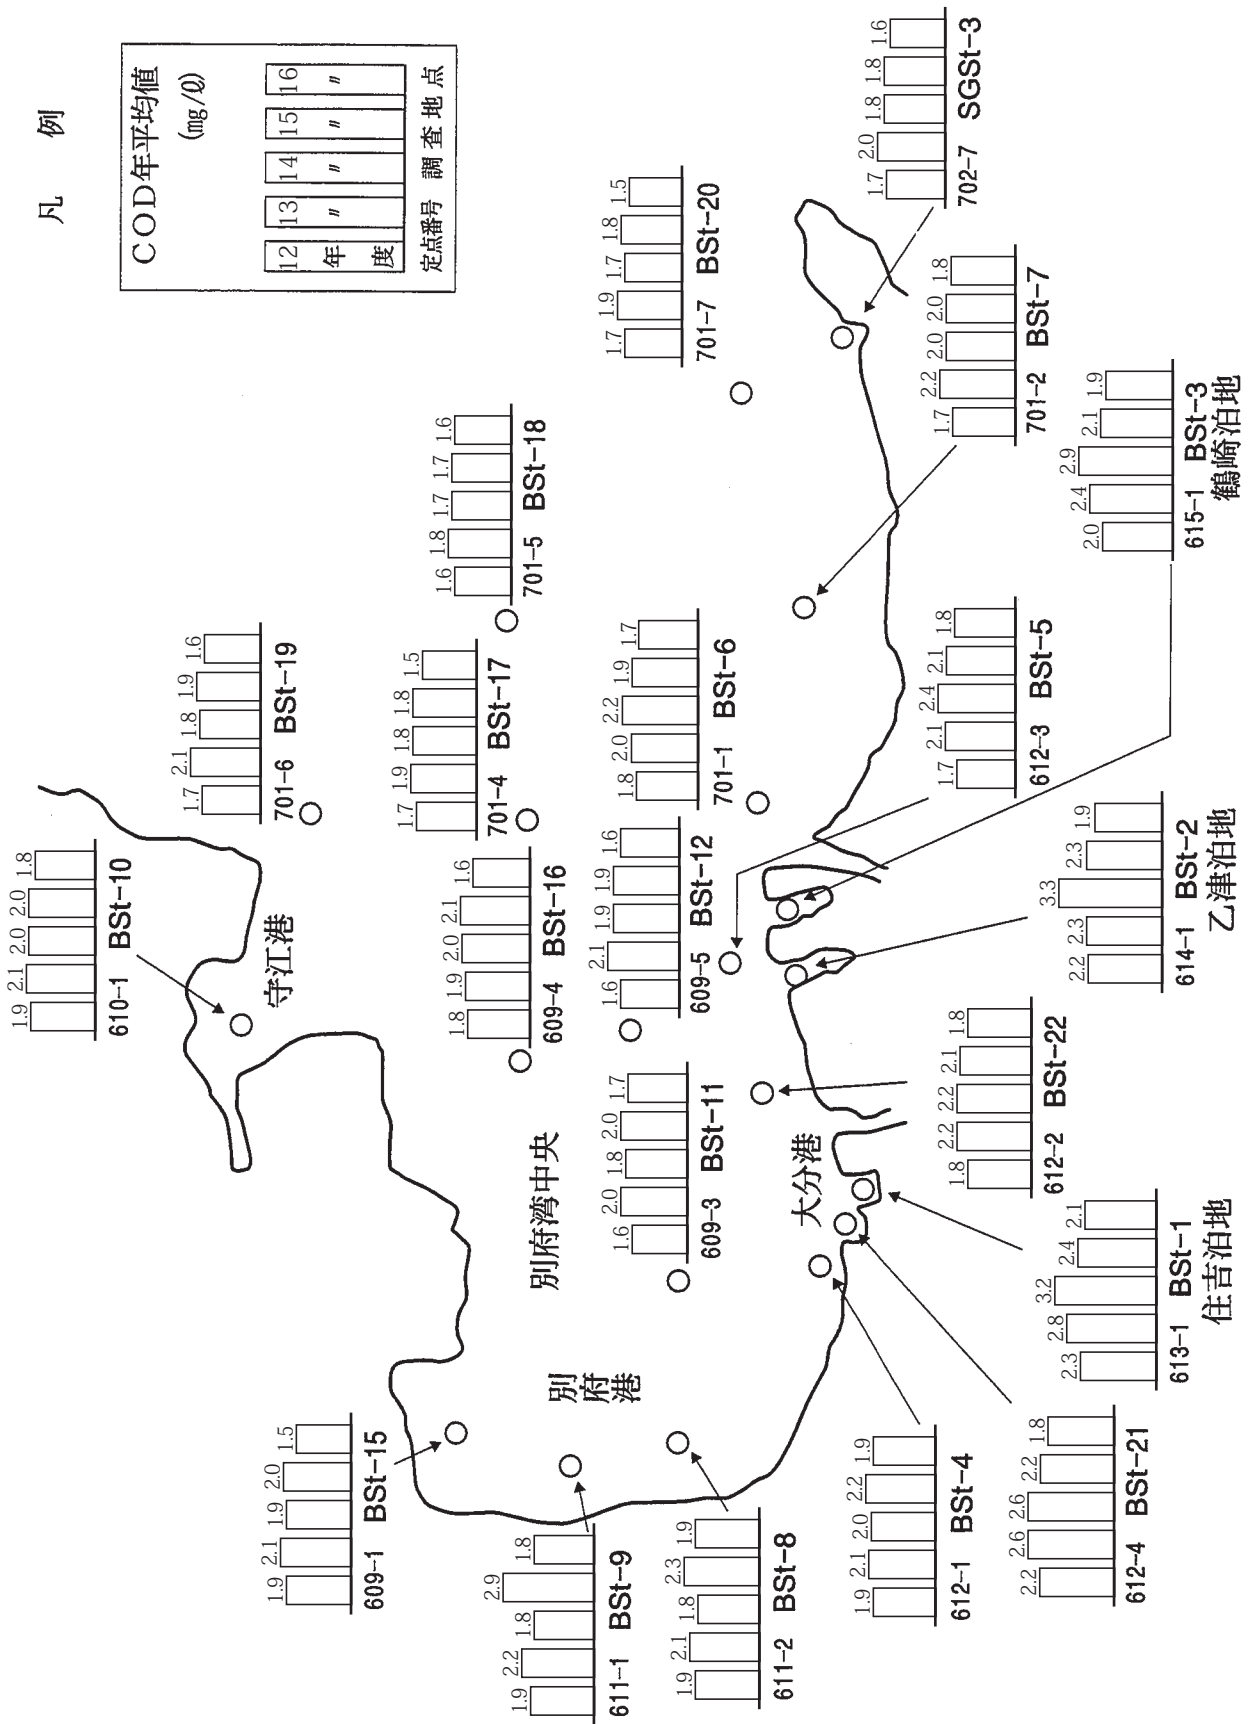 凡 例
COD年平均値
(mg/ℓ)
12 13 14 15 16
年 〃 〃 〃 〃
度
定点番号 調査地点
1.9 2.1 2.0 2.0 1.8
610-1 BSt-10
守江港
1.7 2.1 1.8 1.9 1.6
701-6 BSt-19
1.9 2.1 1.9 2.0 1.5
609-1 BSt-15
1.7 1.9 1.8 1.8 1.5
701-4 BSt-17
1.6 1.8 1.7 1.7 1.6
701-5 BSt-18
1.8 1.9 2.0 2.1 1.6
609-4 BSt-16
別府湾中央
別府港
1.9 2.2 1.8 2.9 1.8
611-1 BSt-9
1.6 2.0 1.8 2.0 1.7
609-3 BSt-11
1.6 2.1 1.9 1.9 1.6
609-5 BSt-12
1.8 2.0 2.2 1.9 1.7
701-1 BSt-6
1.7 1.9 1.7 1.8 1.5
701-7 BSt-20
1.9 2.1 1.8 2.3 1.9
611-2 BSt-8
大分港
1.9 2.1 2.0 2.2 1.9
612-1 BSt-4
1.8 2.2 2.2 2.1 1.8
612-2 BSt-22
1.7 2.1 2.4 2.1 1.8
612-3 BSt-5
1.7 2.2 2.0 2.0 1.8
701-2 BSt-7
1.7 2.0 1.8 1.8 1.6
702-7 SGSt-3
2.2 2.6 2.6 2.2 1.8
612-4 BSt-21
2.3 2.8 3.2 2.4 2.1
613-1 BSt-1
住吉泊地
2.2 2.3 3.3 2.3 1.9
614-1 BSt-2
乙津泊地
2.0 2.4 2.9 2.1 1.9
615-1 BSt-3
鶴崎泊地